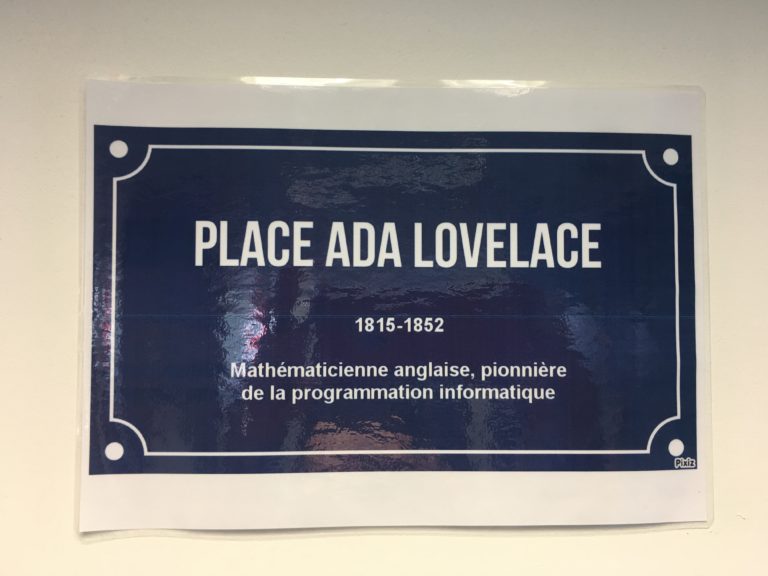 PLACE ADA LOVELACE
1815-1852
Mathématicienne anglaise, pionnière
de la programmation informatique
Pixiz